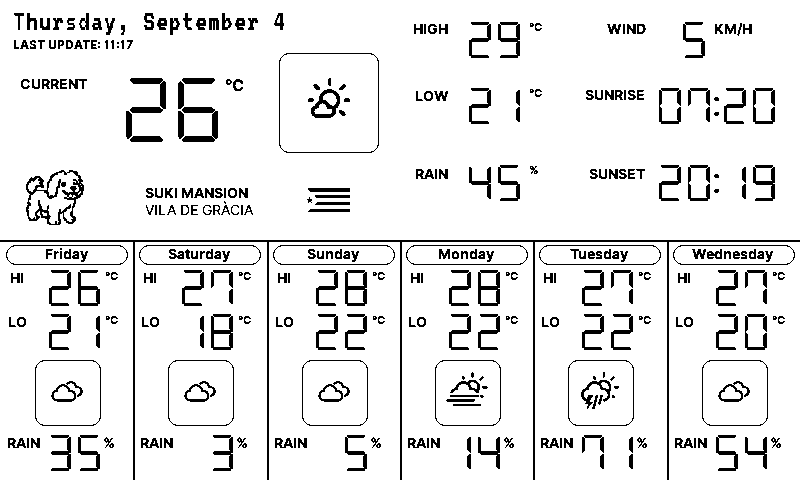 Thursday, September 4
LAST UPDATE: 11:17
CURRENT 26 °C
HIGH 29 °C
LOW 21 °C
RAIN 45 %
WIND 5 KM/H
SUNRISE 07:20
SUNSET 20:19
SUKI MANSION
VILA DE GRÀCIA
Friday
HI 26 °C
LO 21 °C
RAIN 35 %
Saturday
HI 27 °C
LO 18 °C
RAIN 3 %
Sunday
HI 28 °C
LO 22 °C
RAIN 5 %
Monday
HI 28 °C
LO 22 °C
RAIN 14 %
Tuesday
HI 27 °C
LO 22 °C
RAIN 71 %
Wednesday
HI 27 °C
LO 20 °C
RAIN 54 %